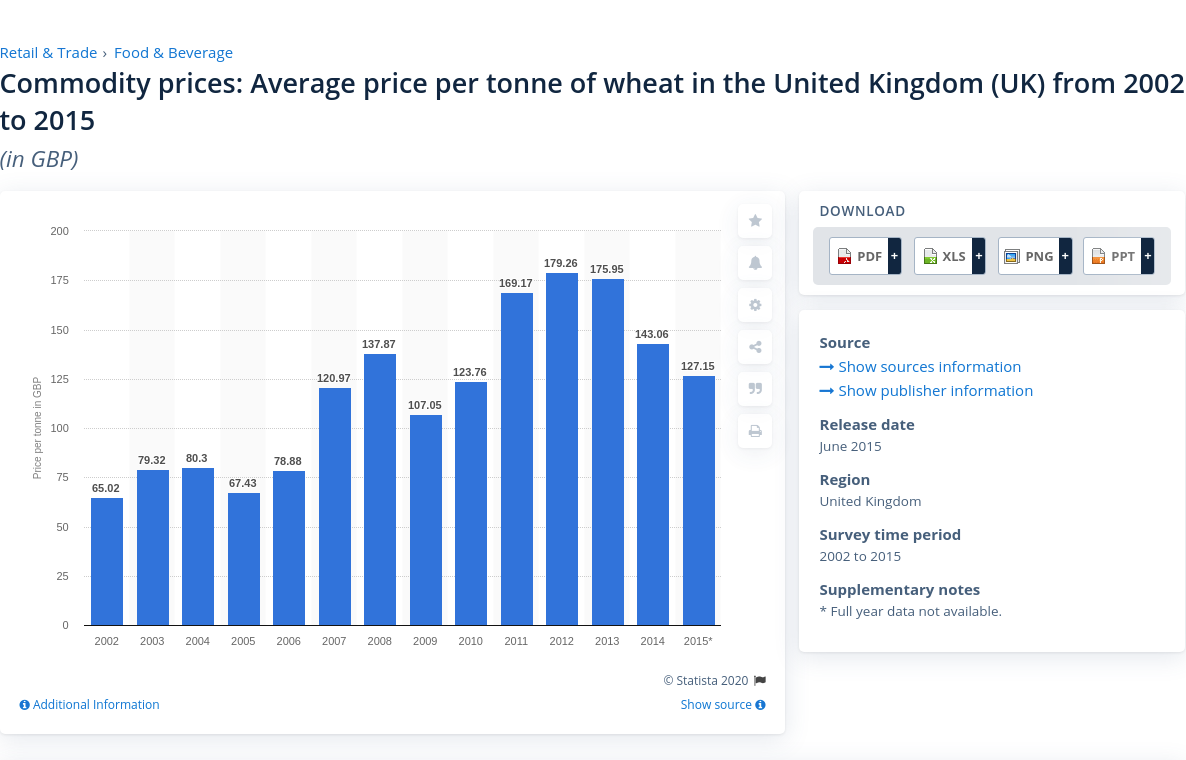 Retail & Trade › Food & Beverage
Commodity prices: Average price per tonne of wheat in the United Kingdom (UK) from 2002
to 2015
(in GBP)
200
175
150
125
100
75
50
25
0
Price per tonne in GBP
65.02
79.32
80.3
67.43
78.88
120.97
137.87
107.05
123.76
169.17
179.26
175.95
143.06
127.15
2002 2003 2004 2005 2006 2007 2008 2009 2010 2011 2012 2013 2014 2015*
© Statista 2020
Additional Information
Show source
DOWNLOAD
PDF + XLS + PNG + PPT +
Source
Show sources information
Show publisher information
Release date
June 2015
Region
United Kingdom
Survey time period
2002 to 2015
Supplementary notes
* Full year data not available.